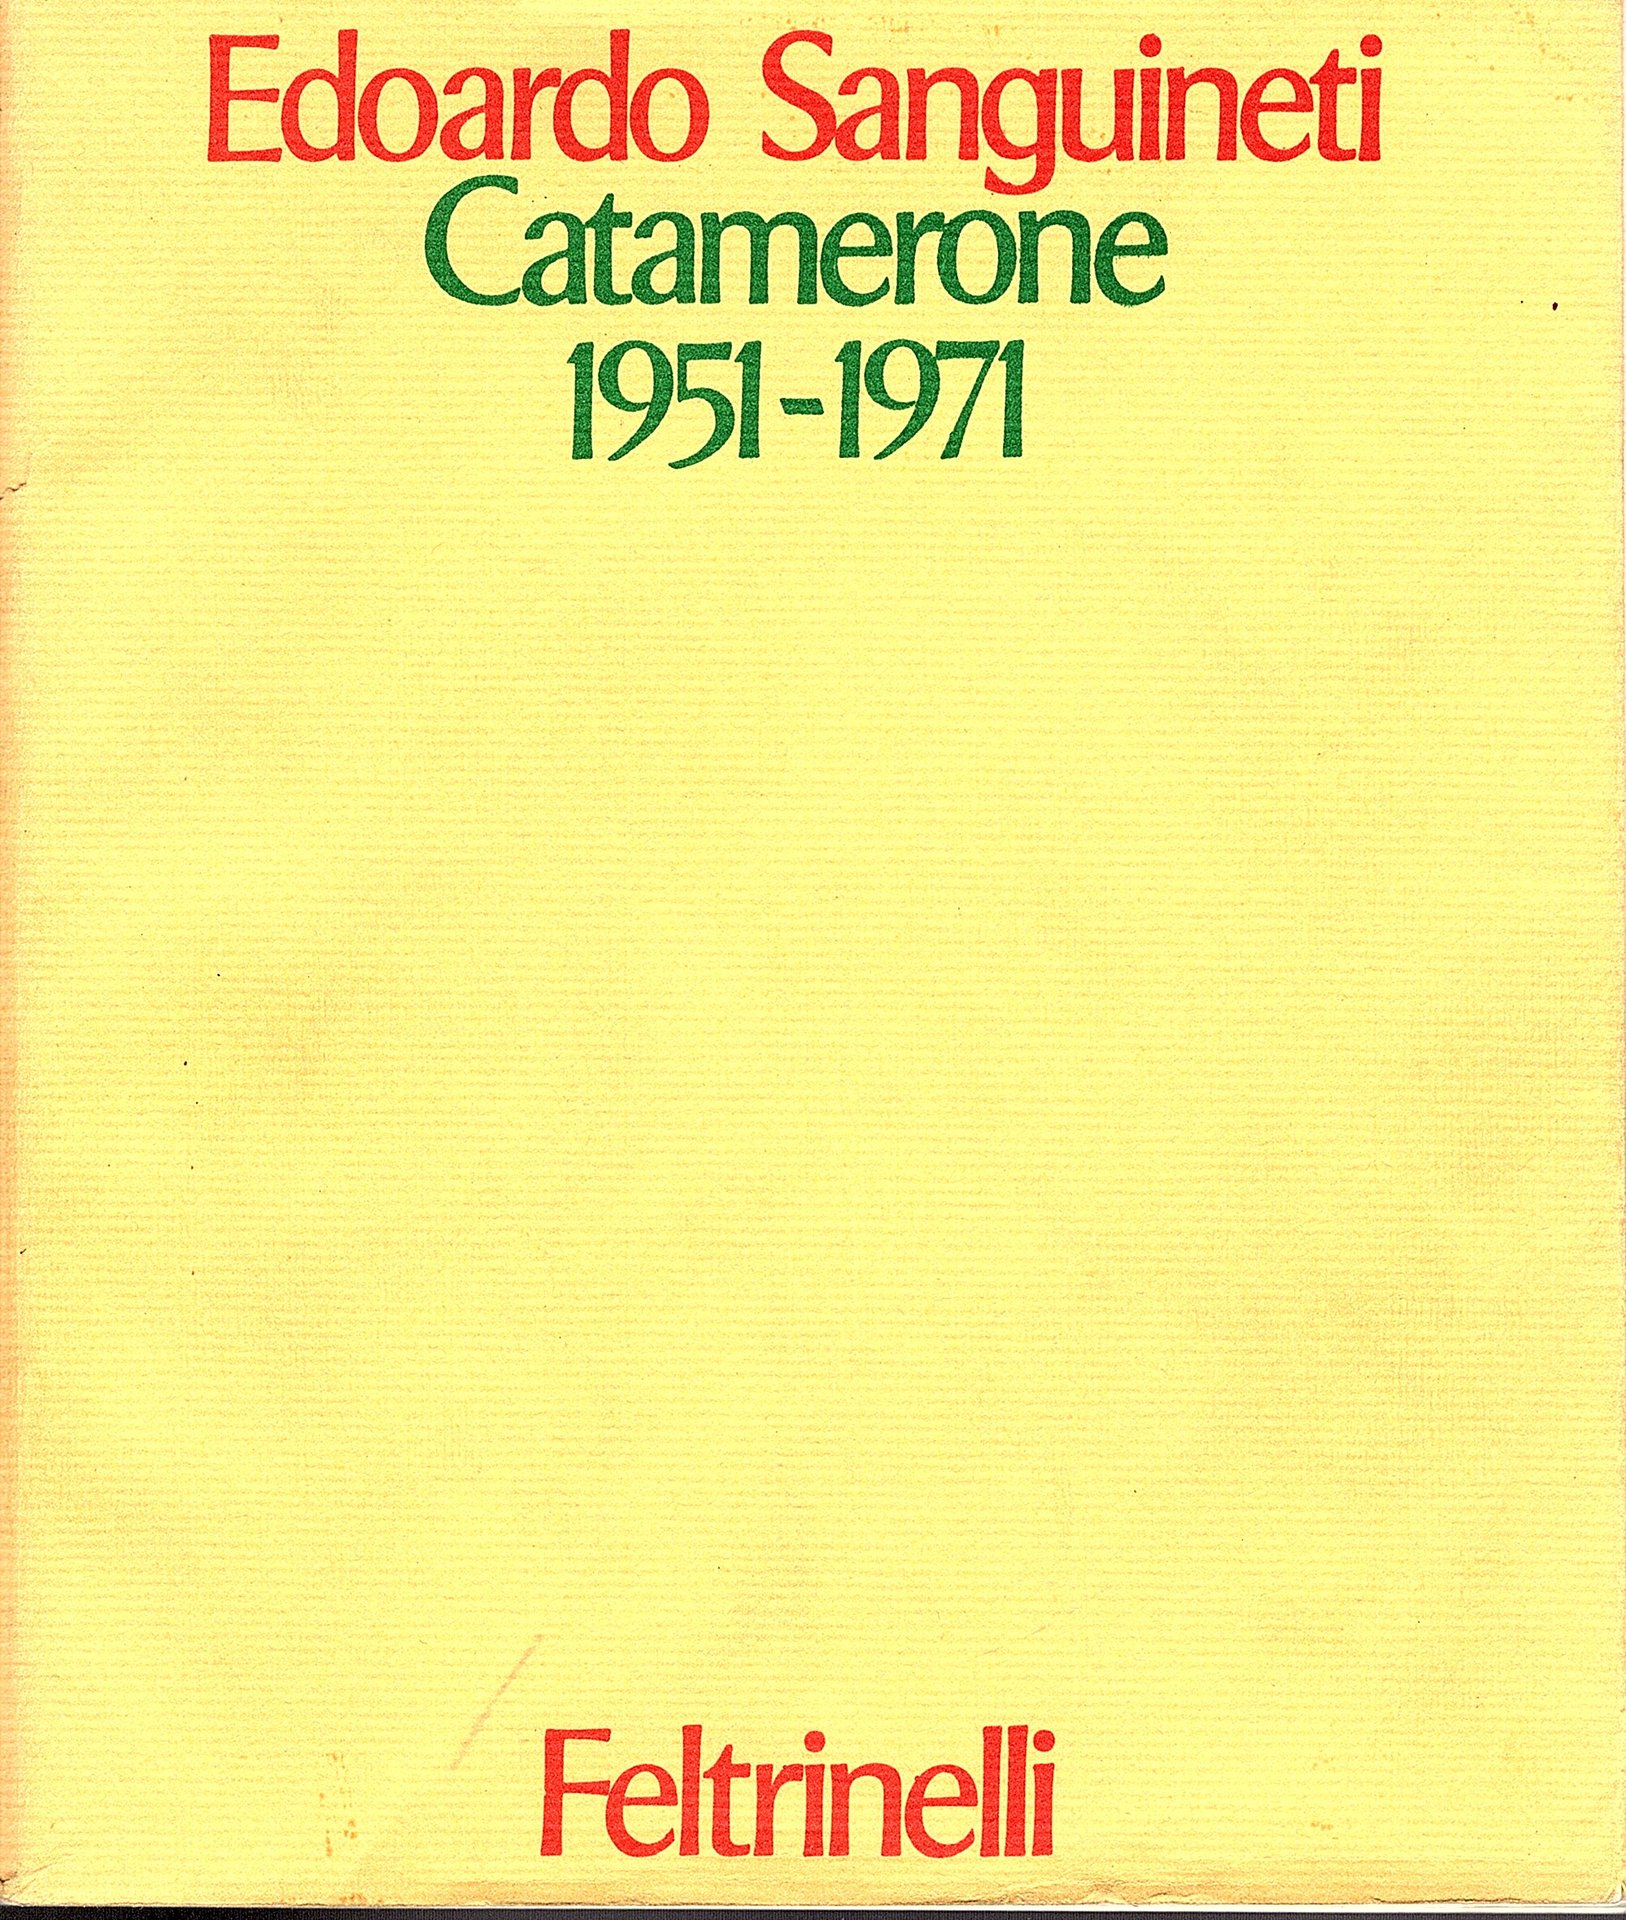 Edoardo Sanguineti
Catamerone
1951-1971
Feltrinelli